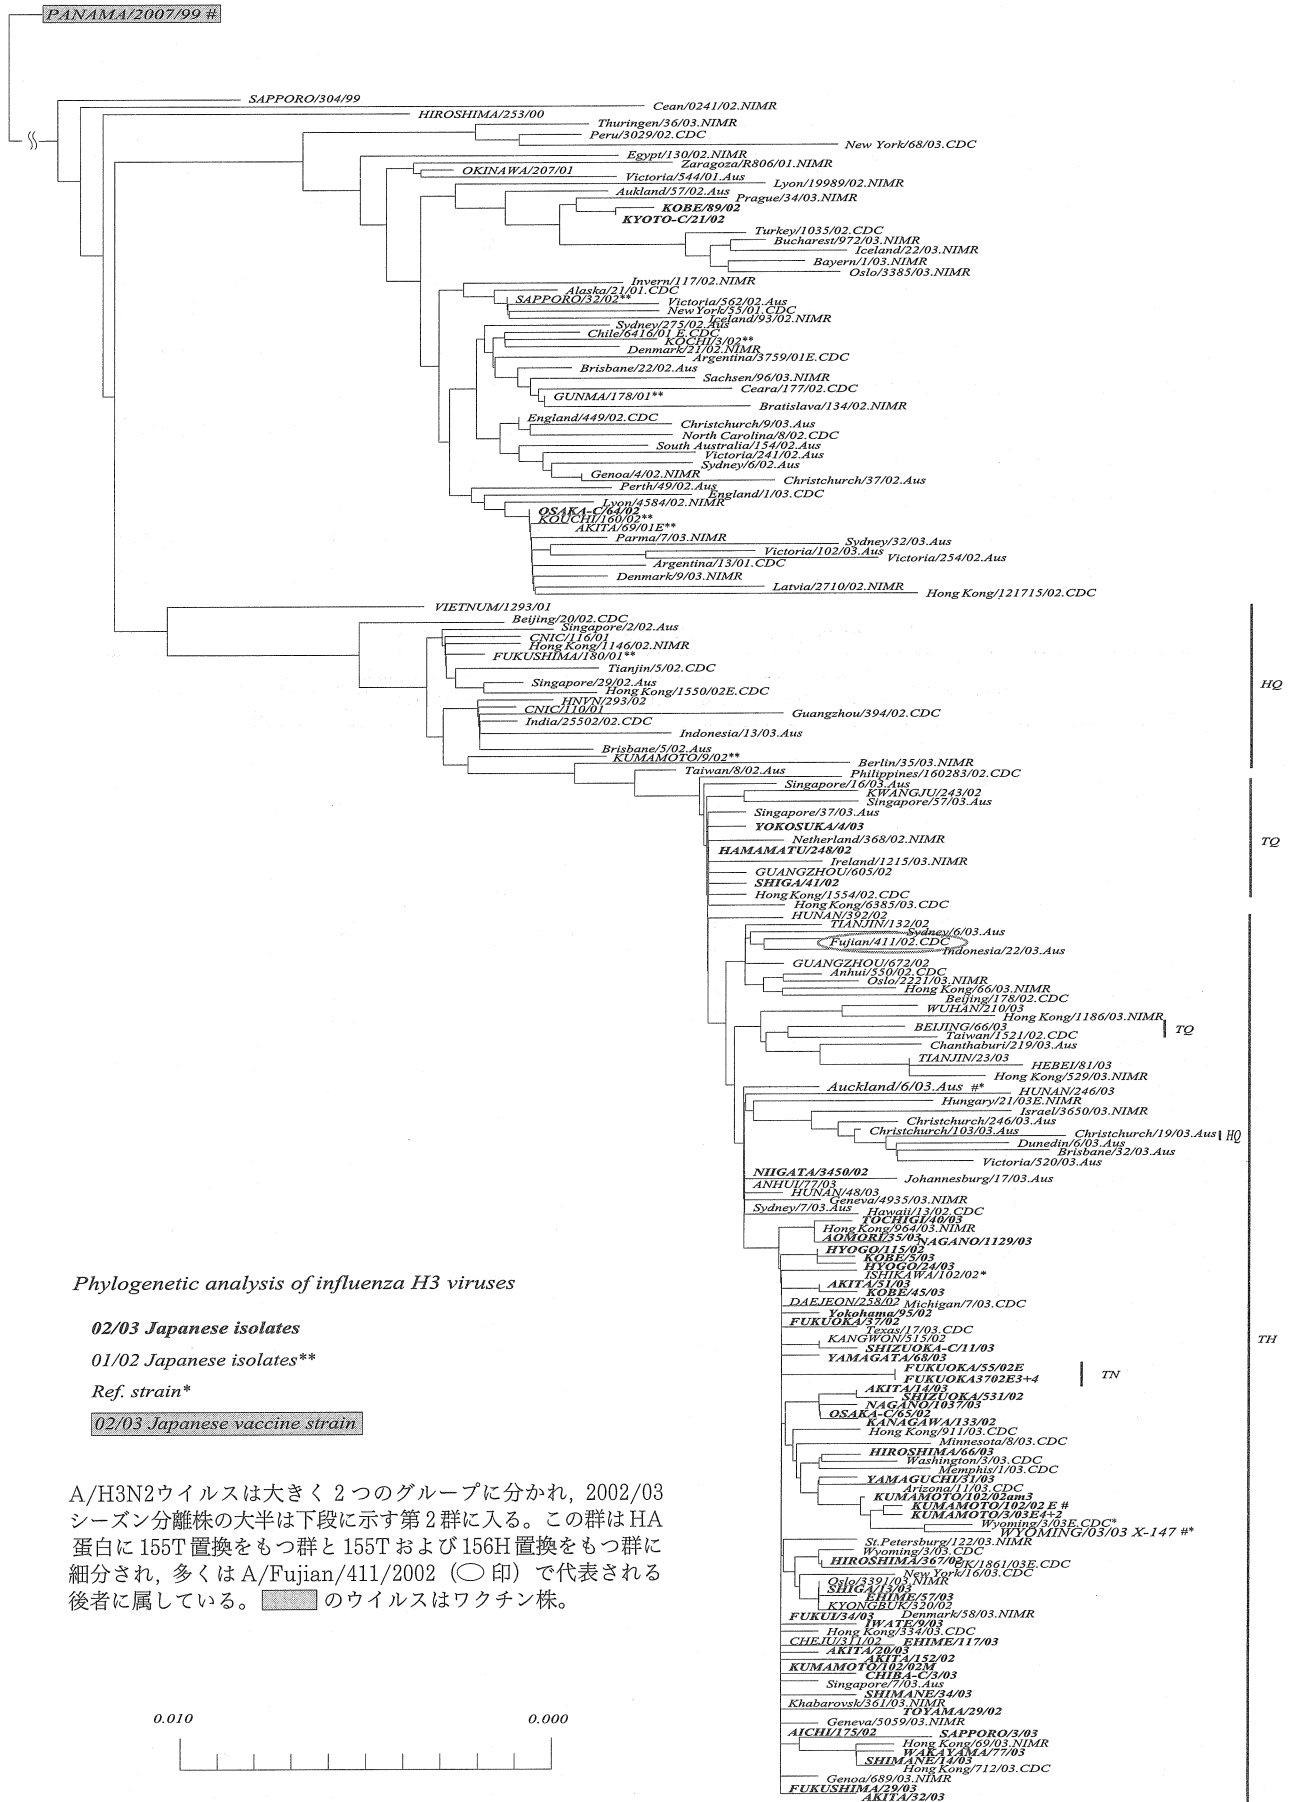 PANAMA/2007/99 #
SAPPORO/304/99
Cean/0241/02.NIMR
HIROSHIMA/253/00
Thuringen/36/03.NIMR
Peru/3029/02.CDC
New York/68/03.CDC
Egypt/130/02.NIMR
Zaragoza/R806/01.NIMR
OKINAWA/207/01
Victoria/544/01.Aus
Lyon/19989/02.NIMR
Aukland/57/02.Aus
Prague/34/03.NIMR
KOBE/89/02
KYOTO-C/21/02
Turkey/1035/02.CDC
Bucharest/972/03.NIMR
Iceland/22/03.NIMR
Bayern/1/03.NIMR
Oslo/3385/03.NIMR
Invern/117/02.NIMR
Alaska/21/01.CDC
SAPPORO/32/02**
Victoria/562/02.Aus
New York/55/01.CDC
Iceland/93/02.NIMR
Sydney/275/02.Aus
Chile/6416/01 E.CDC
KOCHI/3/02**
Denmark/21/02.NIMR
Argentina/3759/01E.CDC
Brisbane/22/02.Aus
Sachsen/96/03.NIMR
Ceara/177/02.CDC
GUNMA/178/01**
Bratislava/134/02.NIMR
England/449/02.CDC
Christchurch/9/03.Aus
North Carolina/8/02.CDC
South Australia/154/02.Aus
Victoria/241/02.Aus
Sydney/6/02.Aus
Genoa/4/02.NIMR
Christchurch/37/02.Aus
Perth/49/02.Aus
England/1/03.CDC
Lyon/4584/02.NIMR
OSAKA-C/64/02
KOUCHI/160/02**
AKITA/69/01E**
Parma/7/03.NIMR
Sydney/32/03.Aus
Victoria/102/03.Aus
Victoria/254/02.Aus
Argentina/13/01.CDC
Denmark/9/03.NIMR
Latvia/2710/02.NIMR
Hong Kong/121715/02.CDC
VIETNUM/1293/01
Beijing/20/02.CDC
Singapore/2/02.Aus
CNIC/116/01
Hong Kong/1146/02.NIMR
FUKUSHIMA/180/01**
Tianjin/5/02.CDC
Singapore/29/02.Aus
Hong Kong/1550/02E.CDC
HQ
HNVN/293/02
CNIC/110/01
Guangzhou/394/02.CDC
India/25502/02.CDC
Indonesia/13/03.Aus
Brisbane/5/02.Aus
KUMAMOTO/9/02**
Berlin/35/03.NIMR
Taiwan/8/02.Aus
Philippines/160283/02.CDC
Singapore/16/03.Aus
KWANGJU/243/02
Singapore/57/03.Aus
Singapore/37/03.Aus
YOKOSUKA/4/03
Netherland/368/02.NIMR
TQ
HAMAMATU/248/02
Ireland/1215/03.NIMR
GUANGZHOU/605/02
SHIGA/41/02
Hong Kong/1554/02.CDC
Hong Kong/6385/03.CDC
HUNAN/392/02
TIANJIN/132/02
Sydney/6/03.Aus
Fujian/411/02.CDC
Indonesia/22/03.Aus
GUANGZHOU/672/02
Anhui/550/02.CDC
Oslo/2221/03.NIMR
Hong Kong/66/03.NIMR
Beijing/178/02.CDC
WUHAN/210/03
Hong Kong/1186/03.NIMR
BEIJING/66/03
TQ
Taiwan/1521/02.CDC
Chanthaburi/219/03.Aus
TIANJIN/23/03
HEBEI/81/03
Hong Kong/529/03.NIMR
Auckland/6/03.Aus #*
HUNAN/246/03
Hungary/21/03E.NIMR
Israel/3650/03.NIMR
Christchurch/246/03.Aus
Christchurch/103/03.Aus
Christchurch/19/03.Aus HQ
Dunedin/6/03.Aus
Brisbane/32/03.Aus
Victoria/520/03.Aus
NIIGATA/3450/02
Johannesburg/17/03.Aus
ANHUI/77/03
HUNAN/48/03
Geneva/4935/03.NIMR
Sydney/7/03.Aus
Hawaii/13/02.CDC
TOCHIGI/40/03
Hong Kong/964/03.NIMR
AOMORI/35/03
NAGANO/1129/03
HYOGO/115/02
KOBE/5/03
HYOGO/24/03
ISHIKAWA/102/02*
AKITA/51/03
KOBE/45/03
DAEJEON/258/02
Michigan/7/03.CDC
Yokohama/95/02
FUKUOKA/37/02
Texas/17/03.CDC
KANGWON/515/02
TH
SHIZUOKA-C/11/03
YAMAGATA/68/03
FUKUOKA/55/02E
TN
FUKUOKA3702E3+4
AKITA/14/03
SHIZUOKA/531/02
NAGANO/1037/03
OSAKA-C/65/02
KANAGAWA/133/02
Hong Kong/911/03.CDC
Minnesota/8/03.CDC
HIROSHIMA/66/03
Washington/3/03.CDC
Memphis/1/03.CDC
YAMAGUCHI/31/03
Arizona/11/03.CDC
KUMAMOTO/102/02am3
KUMAMOTO/102/02 E #
KUMAMOTO/3/03E4+2
Wyoming/3/03E.CDC*
WYOMING/03/03 X-147 #*
St.Petersburg/122/03.NIMR
Wyoming/3/03.CDC
HIROSHIMA/367/02
UK/1861/03E.CDC
New York/16/03.CDC
Oslo/3391/03.NIMR
SHIGA/13/03
EHIME/57/03
KYONGBUK/320/02
FUKUI/34/03
Denmark/58/03.NIMR
IWATE/9/03
Hong Kong/334/03.CDC
CHEJU/311/02
EHIME/117/03
AKITA/20/03
AKITA/152/02
KUMAMOTO/102/02M
CHIBA-C/3/03
Singapore/7/03.Aus
SHIMANE/34/03
Khabarovsk/361/03.NIMR
TOYAMA/29/02
Geneva/5059/03.NIMR
AICHI/175/02
SAPPORO/3/03
Hong Kong/69/03.NIMR
WAKAYAMA/77/03
SHIMANE/14/03
Hong Kong/712/03.CDC
Genoa/689/03.NIMR
FUKUSHIMA/29/03
AKITA/32/03
Phylogenetic analysis of influenza H3 viruses
02/03 Japanese isolates
01/02 Japanese isolates**
Ref. strain*
02/03 Japanese vaccine strain
A/H3N2ウイルスは大きく2つのグループに分かれ, 2002/03
シーズン分離株の大半は下段に示す第2群に入る。この群はHA
蛋白に155T置換をもつ群と155Tおよび156H置換をもつ群に
細分され, 多くはA/Fujian/411/2002（○印）で代表される
後者に属している。 のウイルスはワクチン株。
0.010 0.000